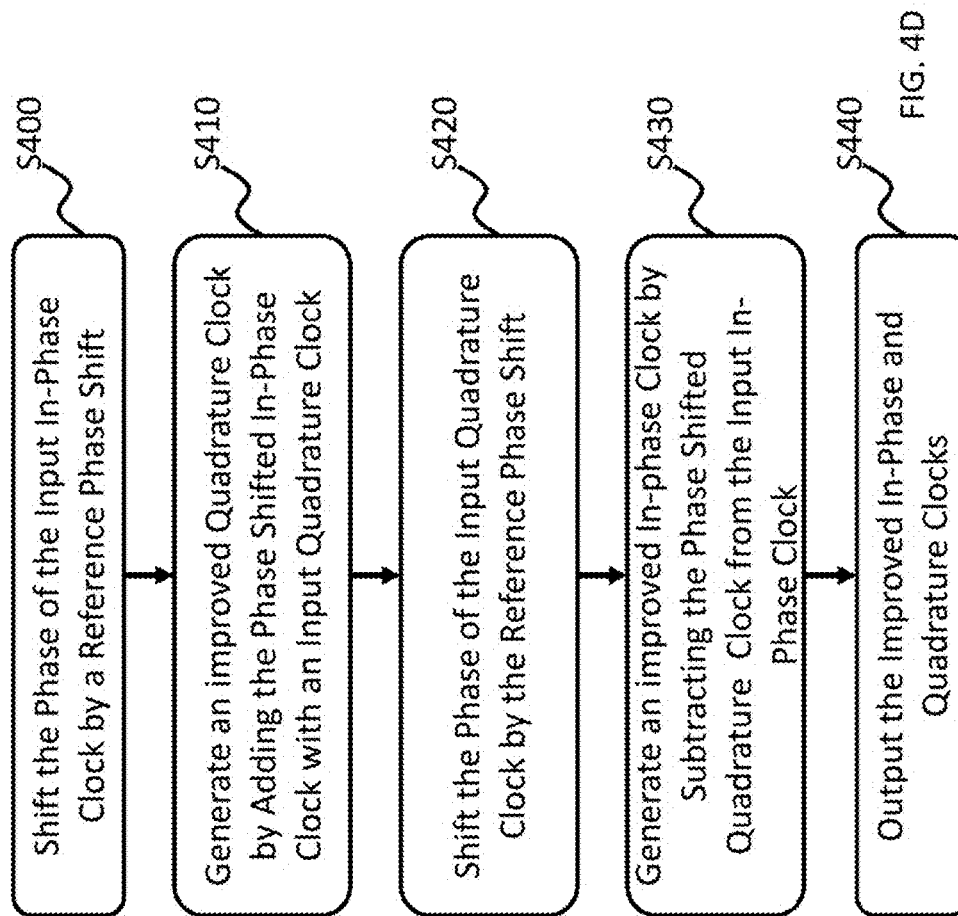 Shift the Phase of the Input In-Phase
Clock by a Reference Phase Shift
S400
Generate an improved Quadrature Clock
by Adding the Phase Shifted In-Phase
Clock with an Input Quadrature Clock
S410
Shift the Phase of the Input Quadrature
Clock by the Reference Phase Shift
S420
Generate an improved In-phase Clock by
Subtracting the Phase Shifted
Quadrature Clock from the Input In-
Phase Clock
S430
Output the Improved In-Phase and
Quadrature Clocks
S440
FIG. 4D